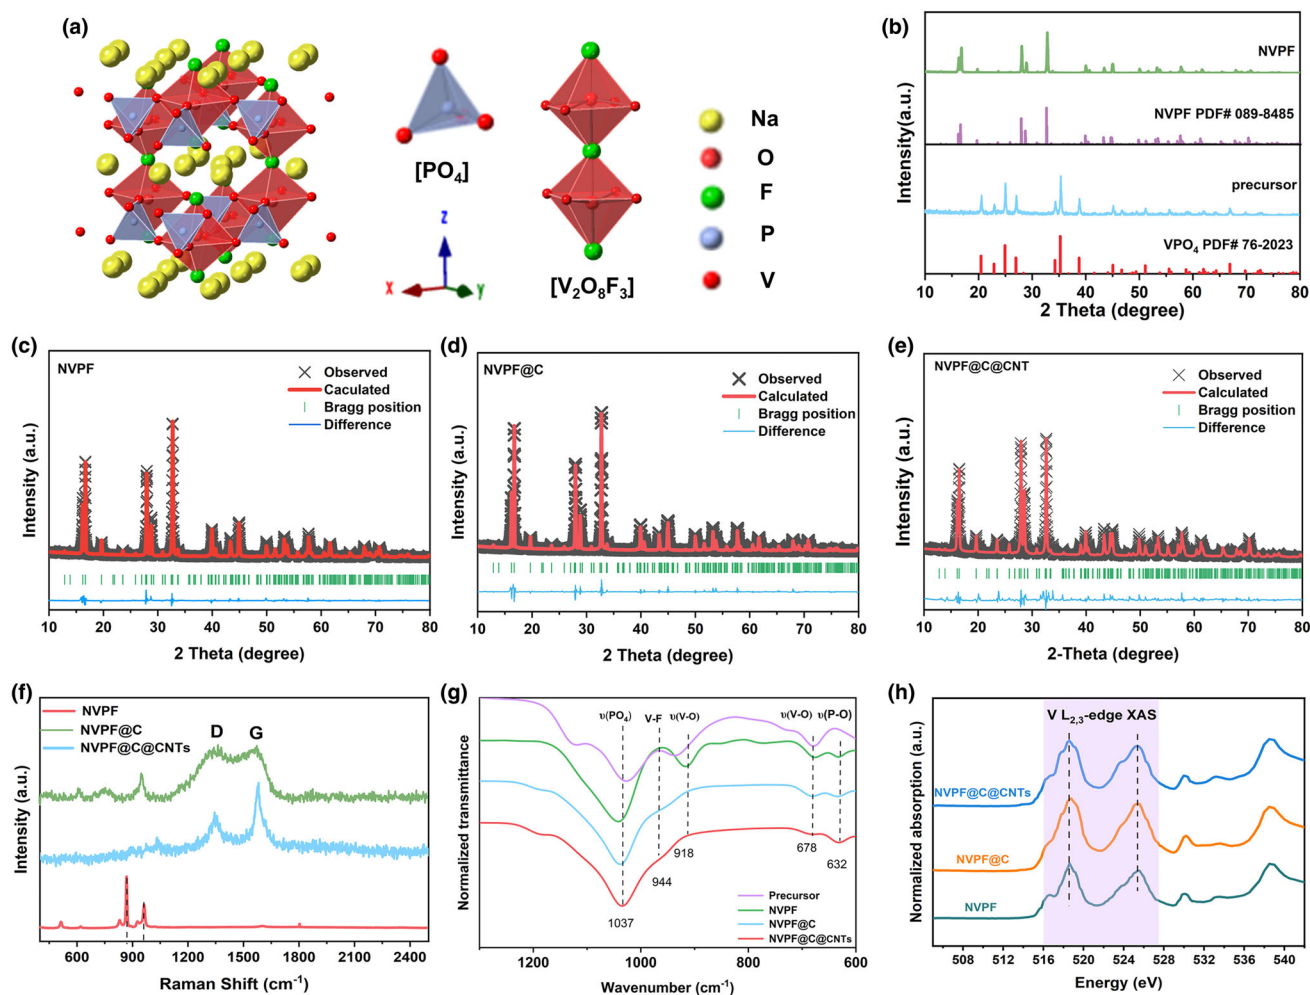 (a)
[PO4]
z
x
y
[V2O8F3]
Na
O
F
P
V
(b)
Intensity(a.u.)
NVPF
NVPF PDF# 089-8485
precursor
VPO4 PDF# 76-2023
10 20 30 40 50 60 70 80
2 Theta (degree)
(c)
NVPF
Observed
Caculated
Bragg position
Difference
Intensity (a.u.)
10 20 30 40 50 60 70 80
2 Theta (degree)
(d)
NVPF@C
Observed
Calculated
Bragg position
Difference
Intensity (a.u.)
10 20 30 40 50 60 70 80
2 Theta (degree)
(e)
NVPF@C@CNT
Observed
Calculated
Bragg position
Difference
Intensity (a.u.)
10 20 30 40 50 60 70 80
2-Theta (degree)
(f)
NVPF
NVPF@C
NVPF@C@CNTs
D G
Intensity (a.u.)
600 900 1200 1500 1800 2100 2400
Raman Shift (cm-1)
(g)
υ(PO4) V-F υ(V-O) υ(V-O) υ(P-O)
Normalized transmittance
1037
944
918
678
632
Precursor
NVPF
NVPF@C
NVPF@C@CNTs
1200 1000 800 600
Wavenumber (cm-1)
(h)
V L2,3-edge XAS
NVPF@C@CNTs
NVPF@C
NVPF
Normalized absorption (a.u.)
508 512 516 520 524 528 532 536 540
Energy (eV)